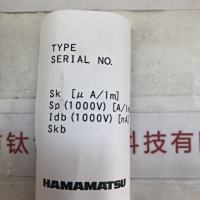 TYPE
SERIAL NO.
Sk [μ A/lm]
Sp (1000V) [A/lm
Idb (1000V) [nA]
Skb
钛 科技有
HAMAMATSU